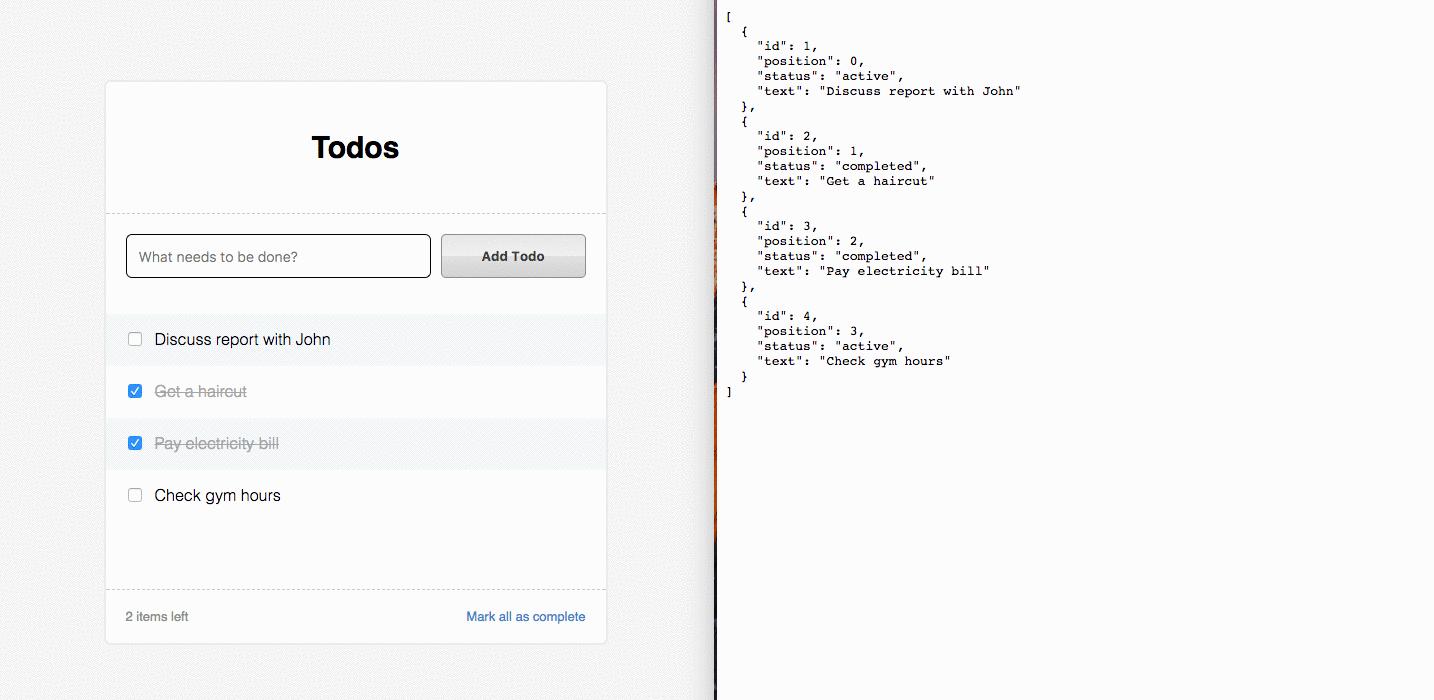 Todos
What needs to be done?
Add Todo
Discuss report with John
Get a haircut
Pay electricity bill
Check gym hours
2 items left
Mark all as complete
[
  {
    "id": 1,
    "position": 0,
    "status": "active",
    "text": "Discuss report with John"
  },
  {
    "id": 2,
    "position": 1,
    "status": "completed",
    "text": "Get a haircut"
  },
  {
    "id": 3,
    "position": 2,
    "status": "completed",
    "text": "Pay electricity bill"
  },
  {
    "id": 4,
    "position": 3,
    "status": "active",
    "text": "Check gym hours"
  }
]